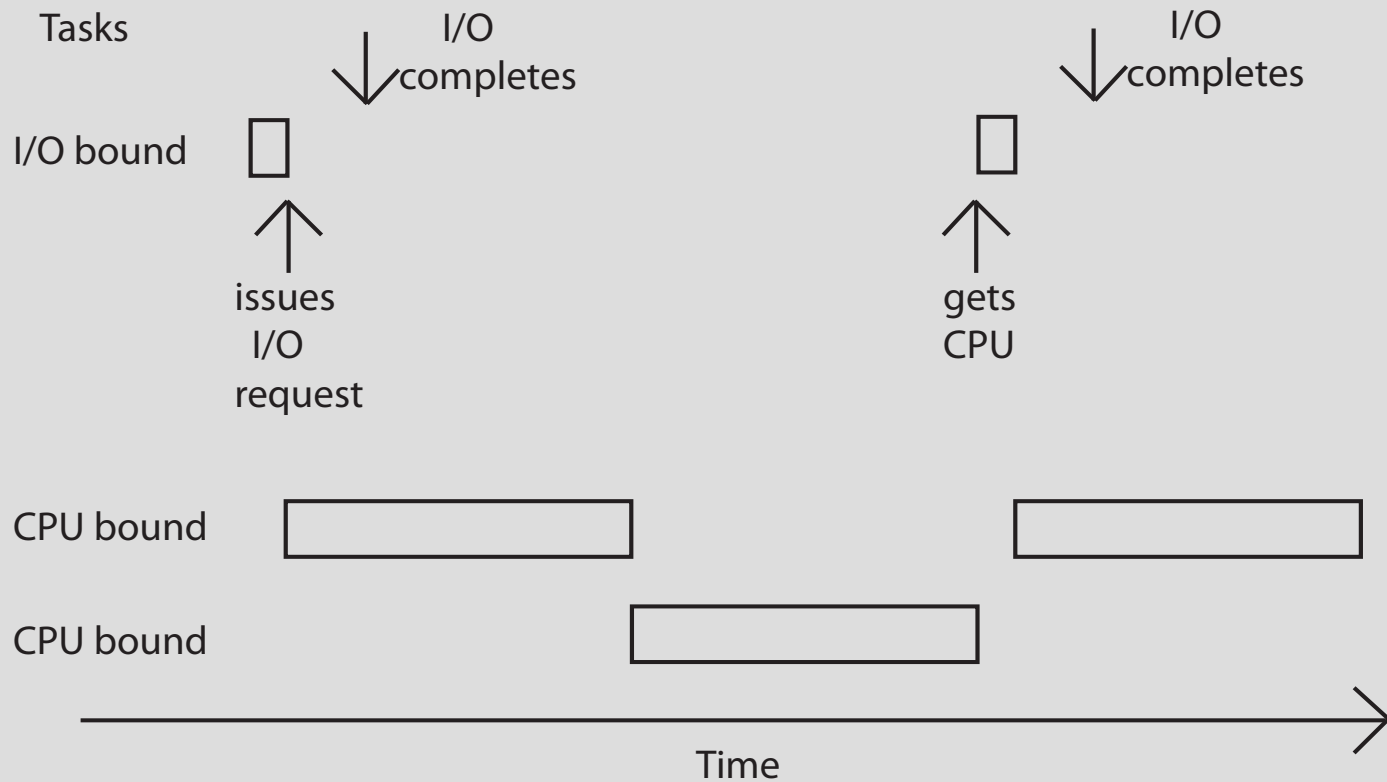 Tasks
I/O
completes
I/O
completes
I/O bound
issues
I/O
request
gets
CPU
CPU bound
CPU bound
Time